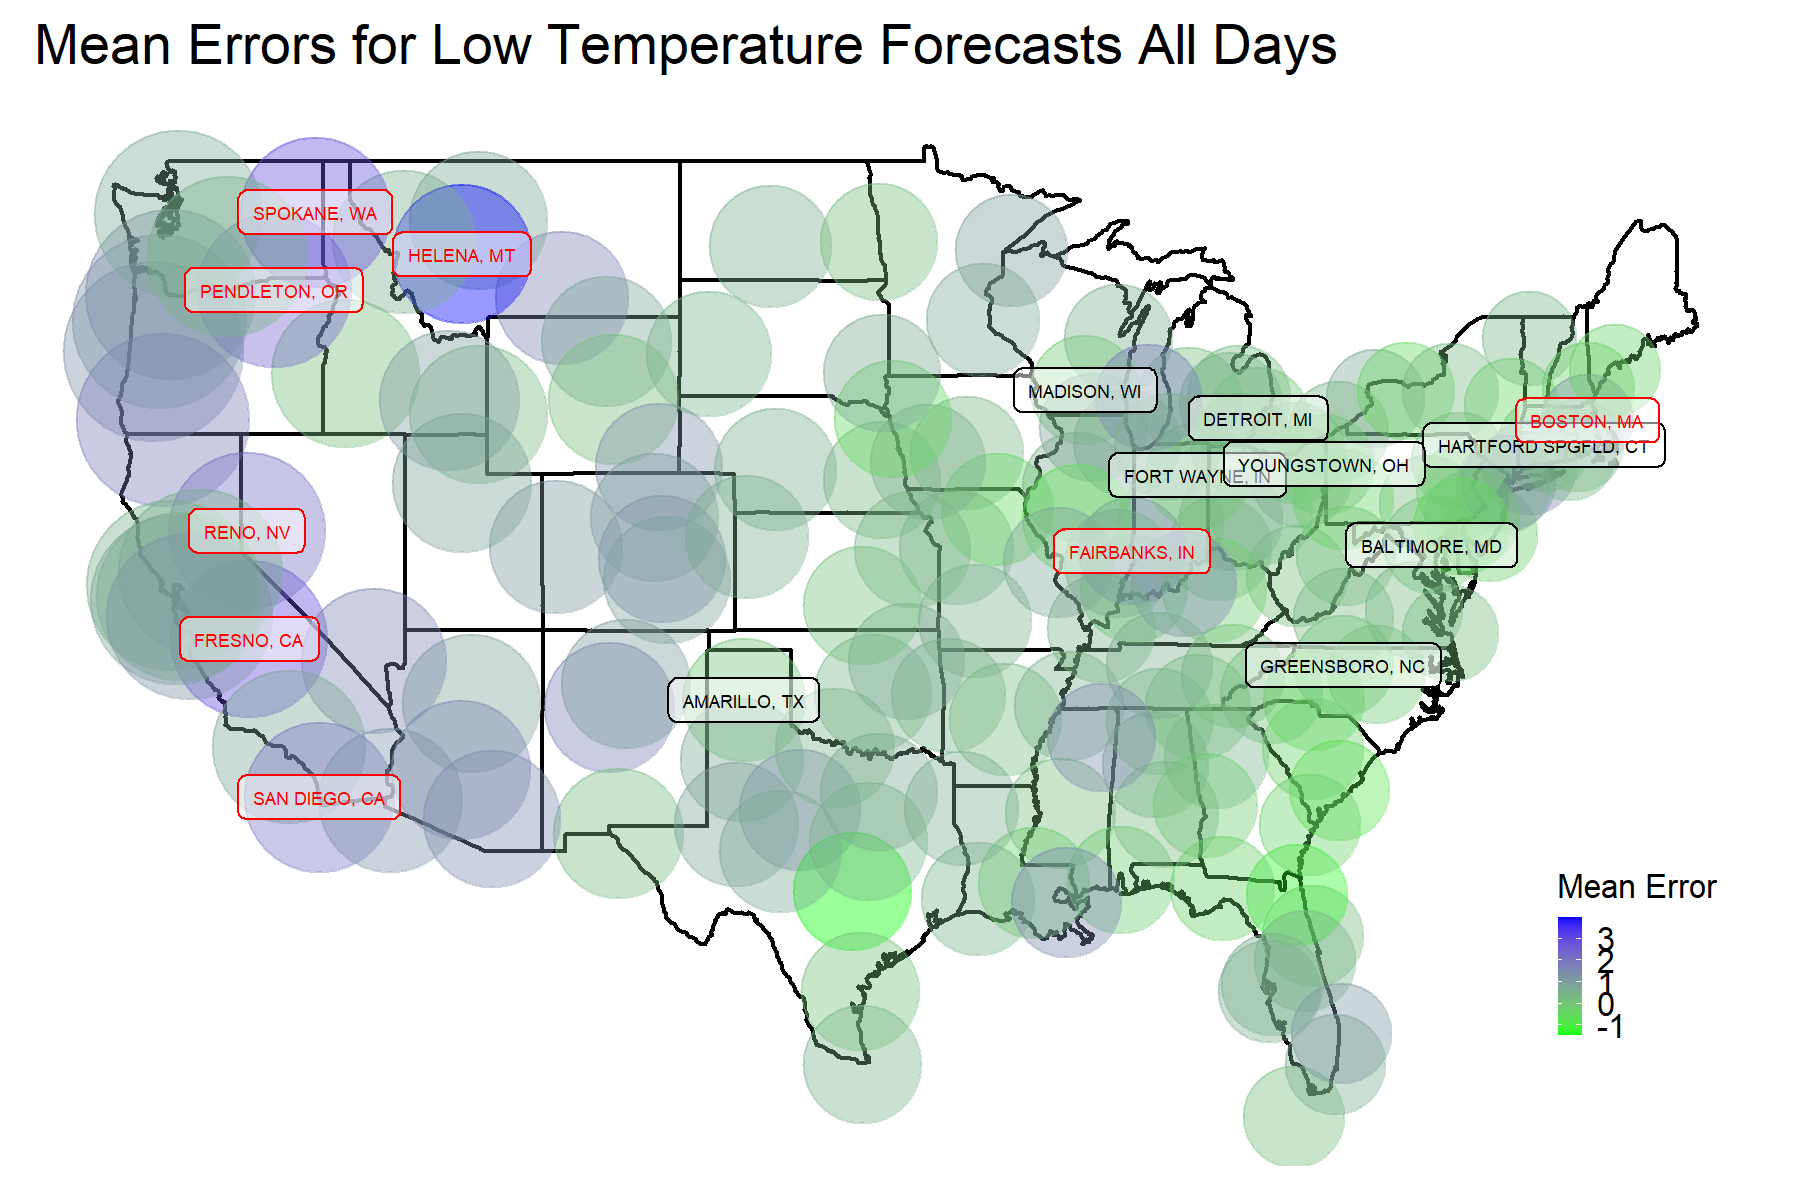 Mean Errors for Low Temperature Forecasts All Days
SPOKANE, WA
HELENA, MT
PENDLETON, OR
MADISON, WI
DETROIT, MI
BOSTON, MA
HARTFORD SPGFLD, CT
YOUNGSTOWN, OH
FORT WAYNE, IN
RENO, NV
FAIRBANKS, IN
BALTIMORE, MD
FRESNO, CA
GREENSBORO, NC
AMARILLO, TX
SAN DIEGO, CA
Mean Error
3
2
1
0
-1